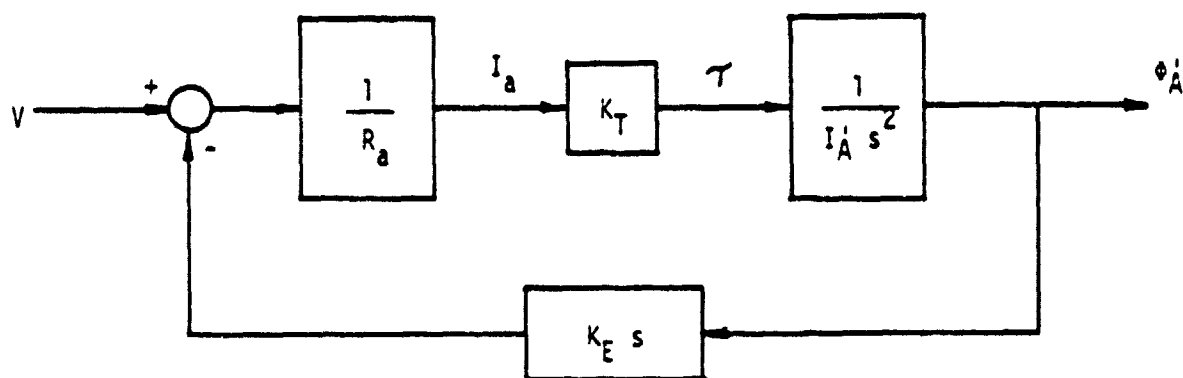 V
+
-
1
R_a
I_a
K_T
τ
1
I_A' s^2
Φ_A'
K_E s